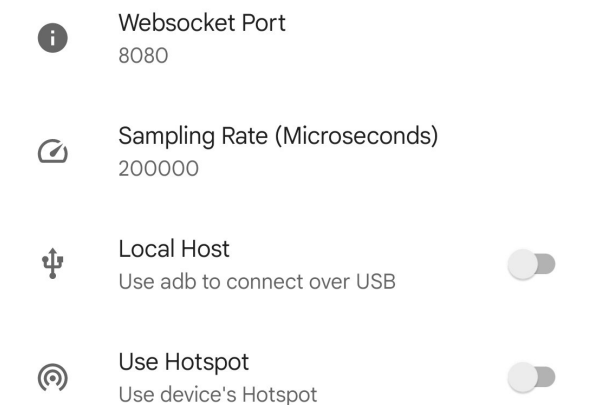 Websocket Port
8080
Sampling Rate (Microseconds)
200000
Local Host
Use adb to connect over USB
Use Hotspot
Use device's Hotspot